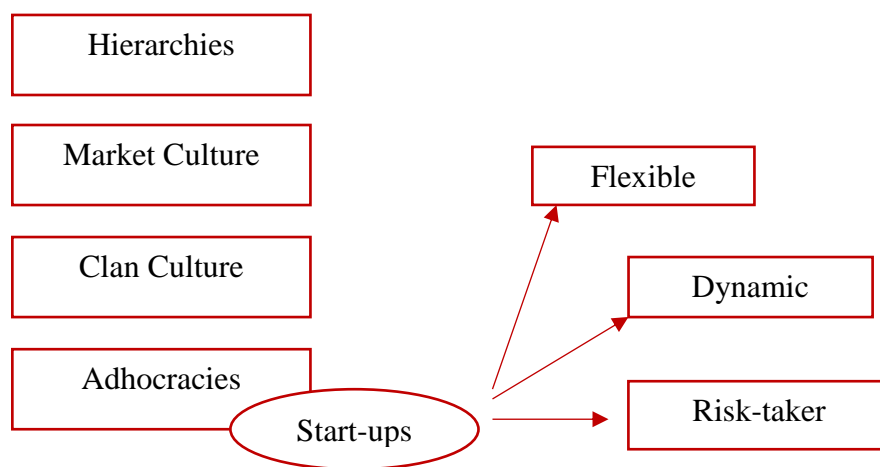 Hierarchies
Market Culture
Flexible
Clan Culture
Dynamic
Adhocracies
Risk-taker
Start-ups